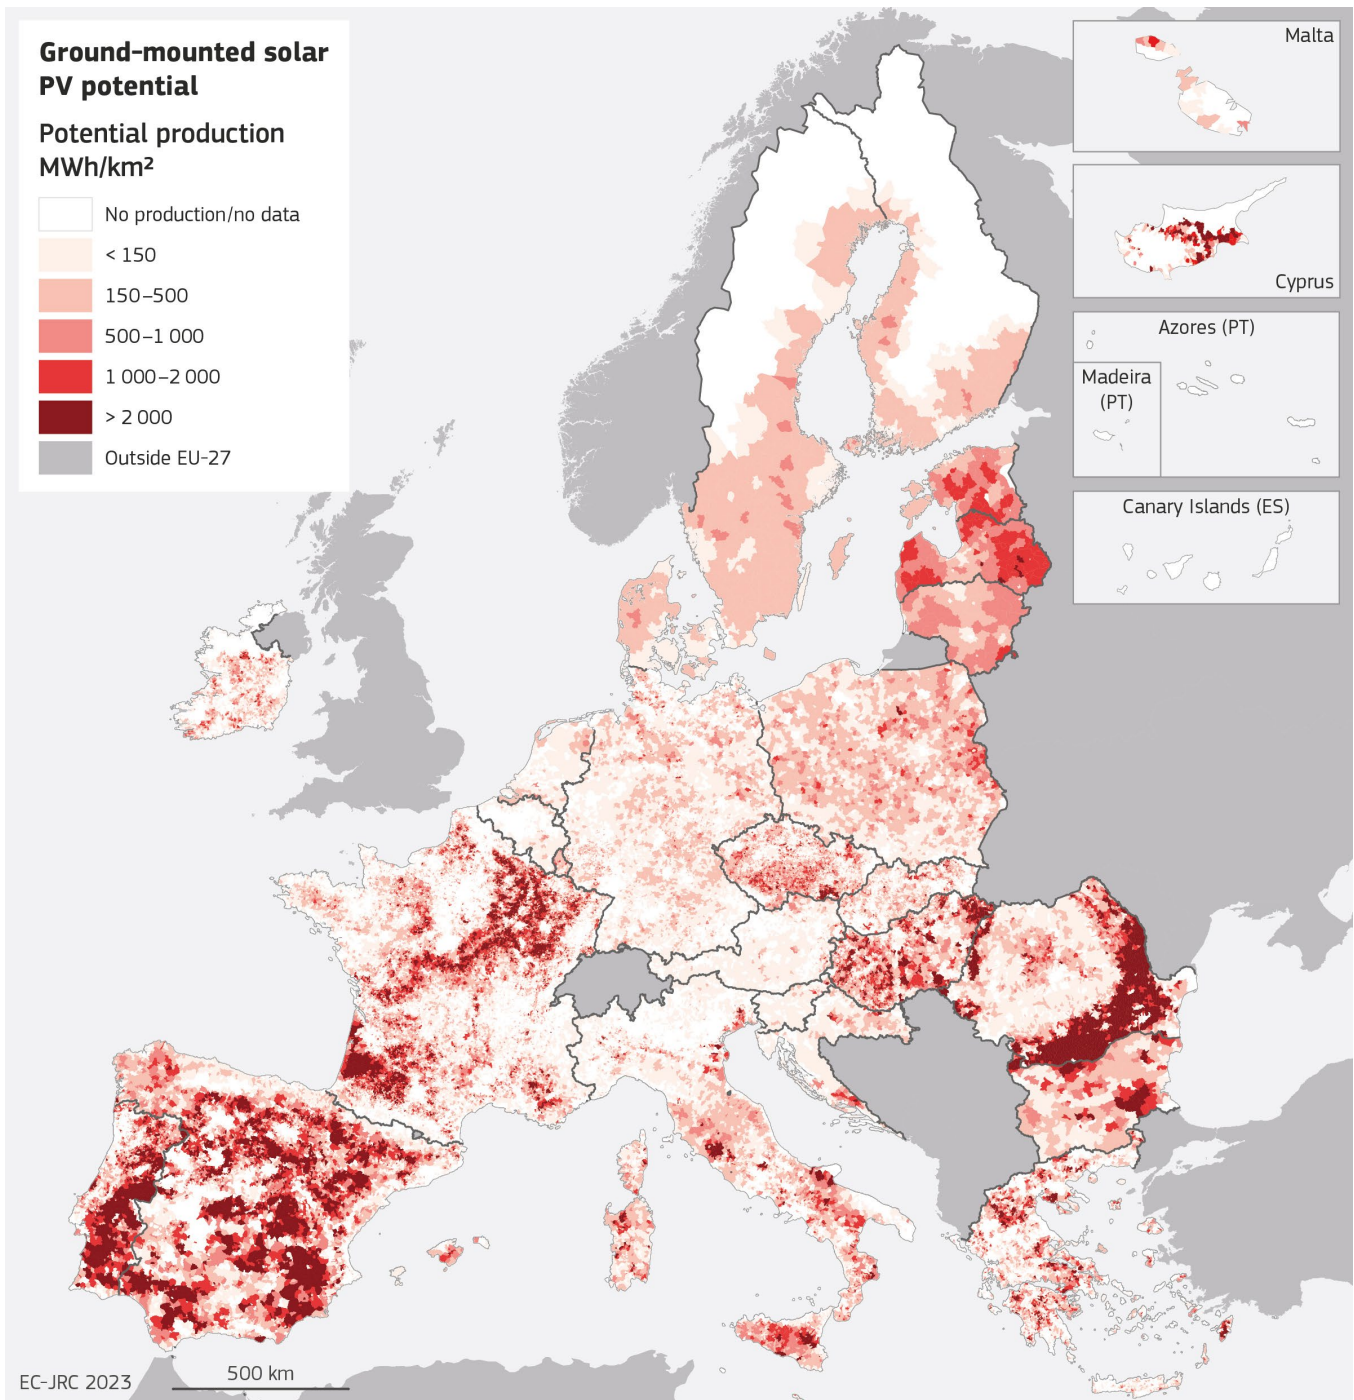 Ground-mounted solar
PV potential
Potential production
MWh/km²
No production/no data
< 150
150–500
500–1 000
1 000–2 000
> 2 000
Outside EU-27
Malta
Cyprus
Azores (PT)
Madeira
(PT)
Canary Islands (ES)
500 km
EC-JRC 2023